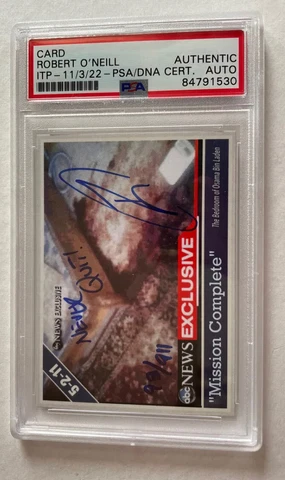 CARD
ROBERT O'NEILL AUTHENTIC
ITP - 11/3/22 - PSA/DNA CERT. AUTO
PSA 84791530
NEWS EXCLUSIVE
NEVER QUIT!
5-2-11
abc NEWS EXCLUSIVE
The Bedroom of Osama Bin Laden
"Mission Complete"